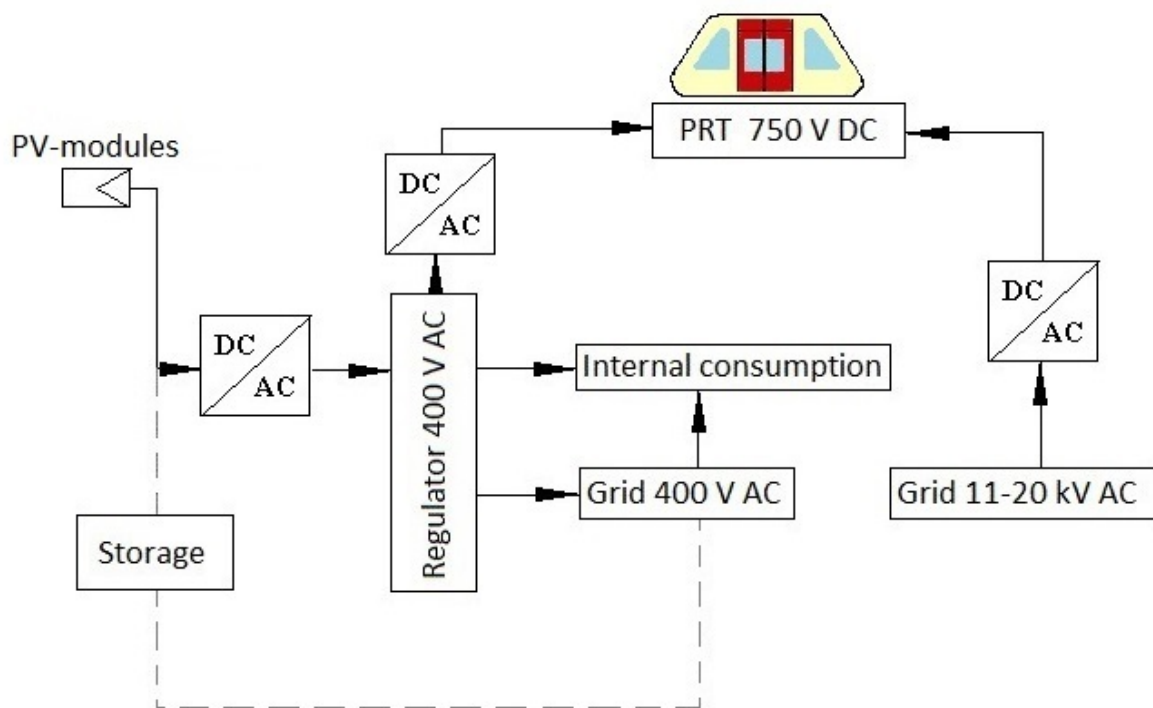 PRT 750 V DC
PV-modules
DC
AC
DC
AC
DC
AC
Regulator 400 V AC
Internal consumption
Grid 400 V AC
Grid 11-20 kV AC
Storage